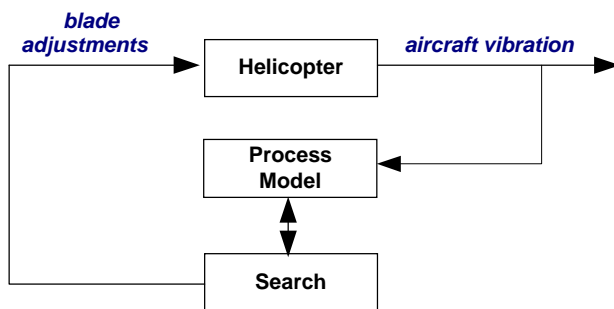 blade
adjustments
Helicopter
aircraft vibration
Process
Model
Search